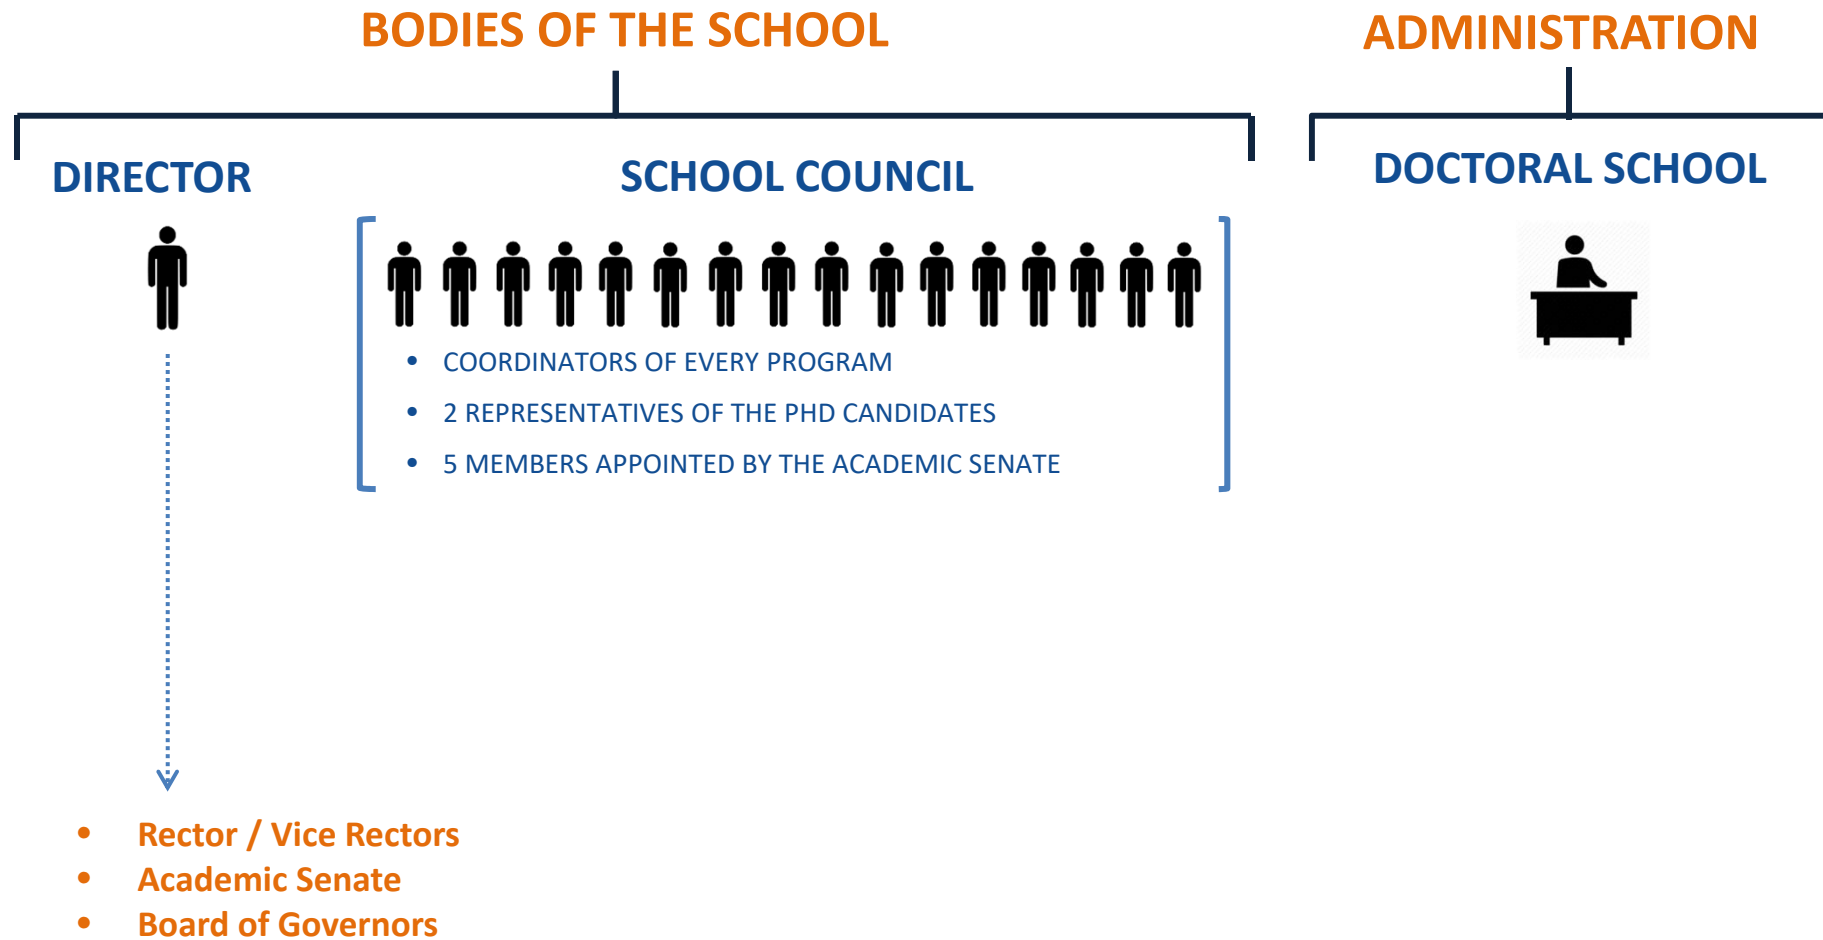 BODIES OF THE SCHOOL
ADMINISTRATION
DIRECTOR
SCHOOL COUNCIL
DOCTORAL SCHOOL
• COORDINATORS OF EVERY PROGRAM
• 2 REPRESENTATIVES OF THE PHD CANDIDATES
• 5 MEMBERS APPOINTED BY THE ACADEMIC SENATE
• Rector / Vice Rectors
• Academic Senate
• Board of Governors